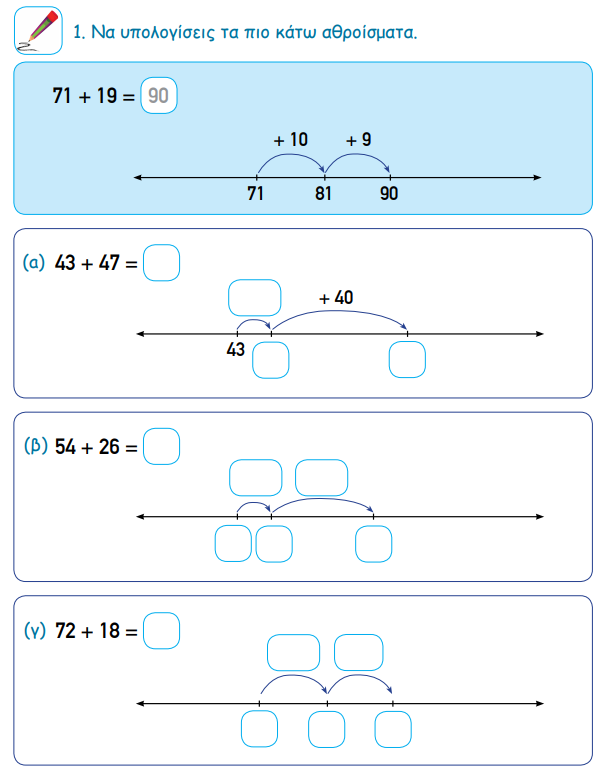 1. Να υπολογίσεις τα πιο κάτω αθροίσματα.
71 + 19 = 90
+ 10 + 9
71 81 90
(α) 43 + 47 =
+ 40
43
(β) 54 + 26 =
(γ) 72 + 18 =